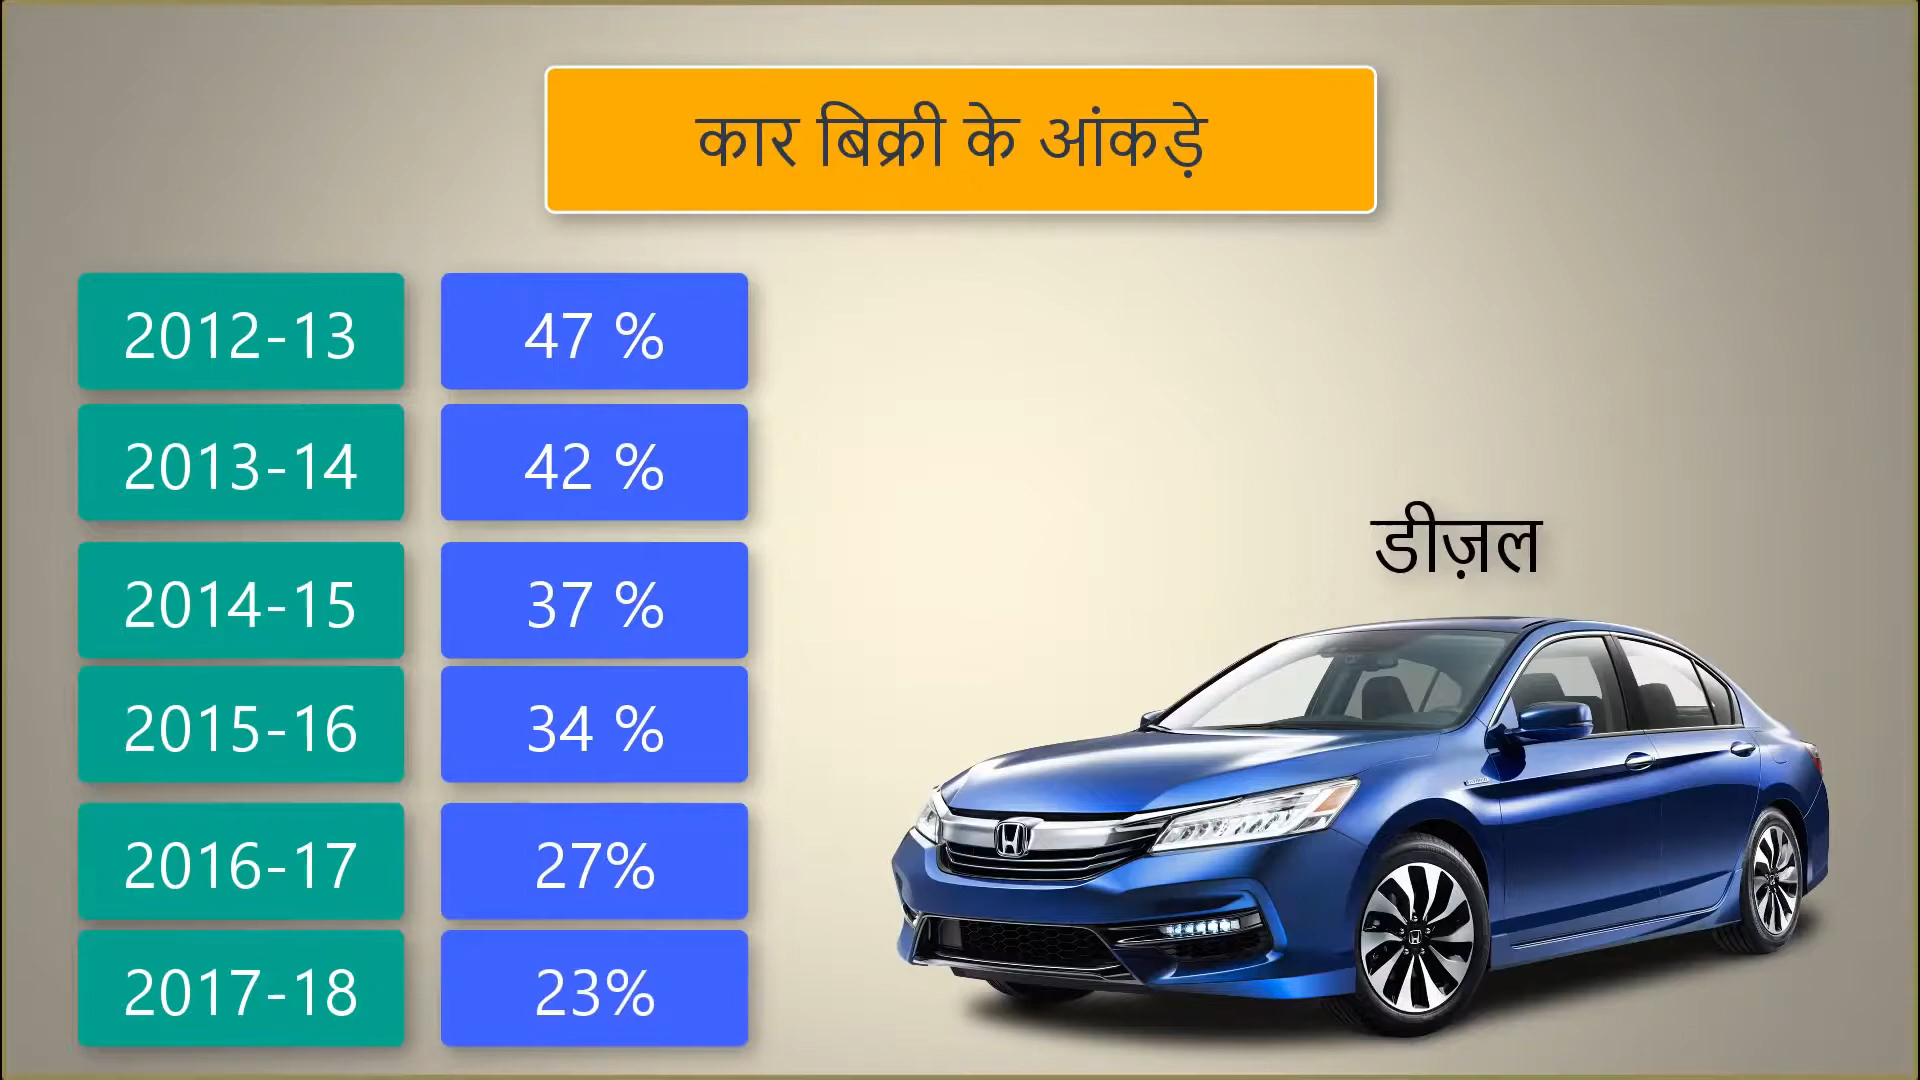 कार बिक्री के आंकड़े
2012-13 47 %
2013-14 42 %
2014-15 37 %
डीज़ल
2015-16 34 %
2016-17 27%
2017-18 23%